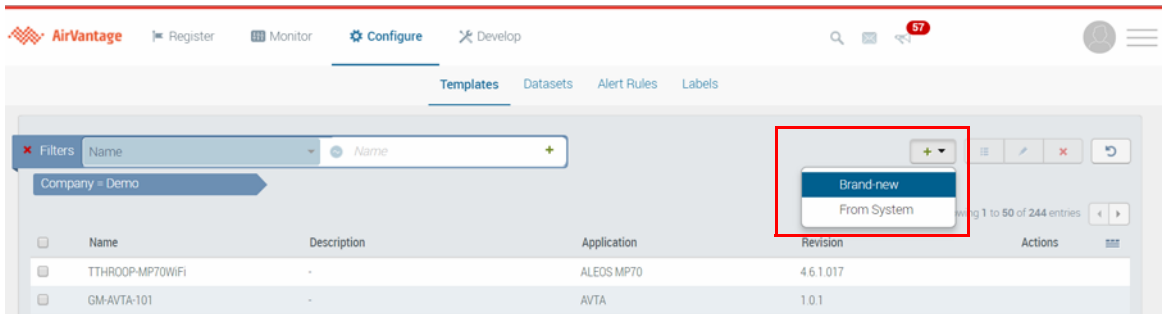 AirVantage Register Monitor Configure Develop 57
Templates Datasets Alert Rules Labels
Filters Name Name
Company = Demo
Brand-new
From System
wing 1 to 50 of 244 entries
Name Description Application Revision Actions
TTHROOP-MP70WiFi - ALEOS MP70 4.6.1.017
GM-AVTA-101 - AVTA 1.0.1